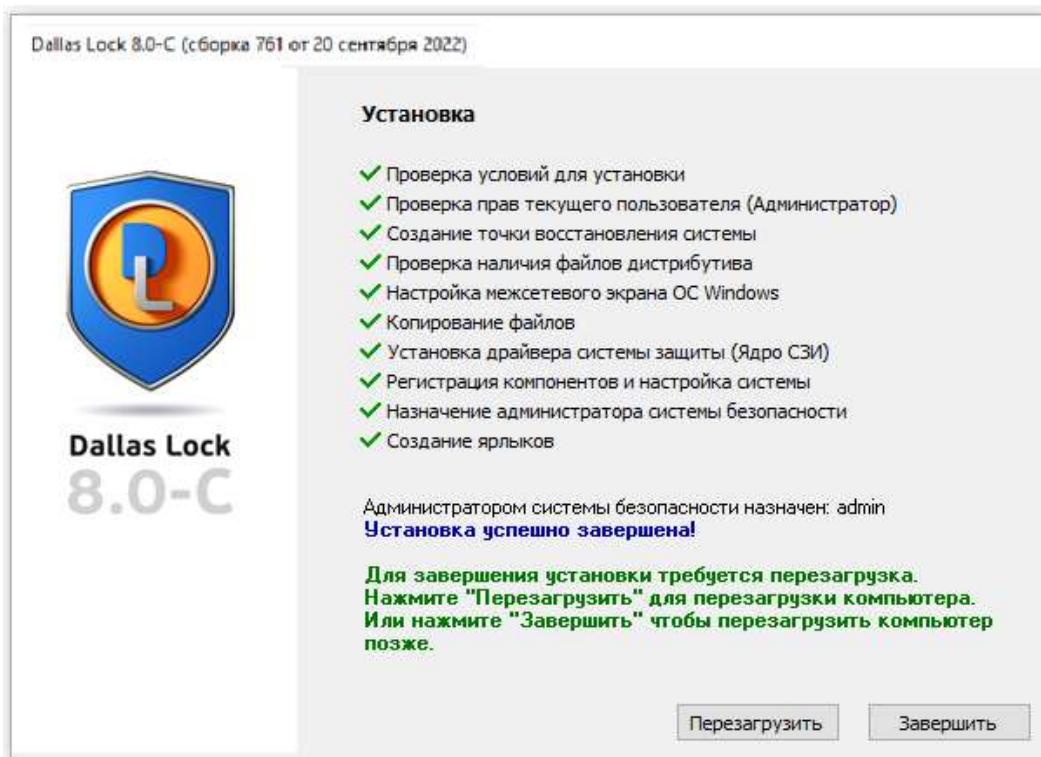 Dallas Lock 8.0-C (сборка 761 от 20 сентября 2022)
Установка
Проверка условий для установки
Проверка прав текущего пользователя (Администратор)
Создание точки восстановления системы
Проверка наличия файлов дистрибутива
Настройка межсетевого экрана ОС Windows
Копирование файлов
Установка драйвера системы защиты (Ядро СЗИ)
Регистрация компонентов и настройка системы
Назначение администратора системы безопасности
Создание ярлыков
DL
Dallas Lock
8.0-C
Администратором системы безопасности назначен: admin
Установка успешно завершена!
Для завершения установки требуется перезагрузка.
Нажмите "Перезагрузить" для перезагрузки компьютера.
Или нажмите "Завершить" чтобы перезагрузить компьютер
позже.
Перезагрузить
Завершить